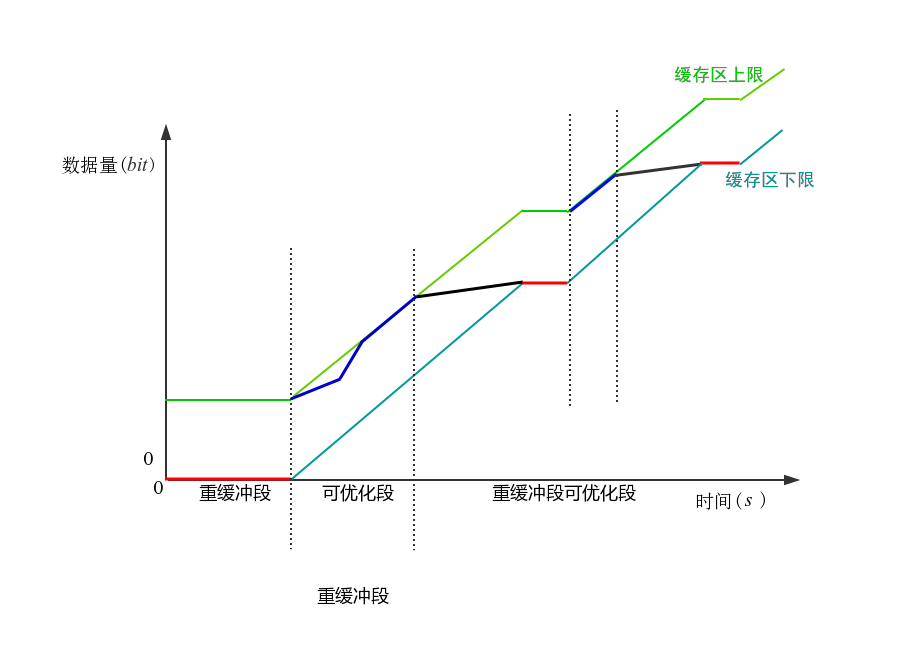 缓存区上限
数据量(bit)
缓存区下限
0
0
重缓冲段
可优化段
重缓冲段可优化段
时间(s )
重缓冲段